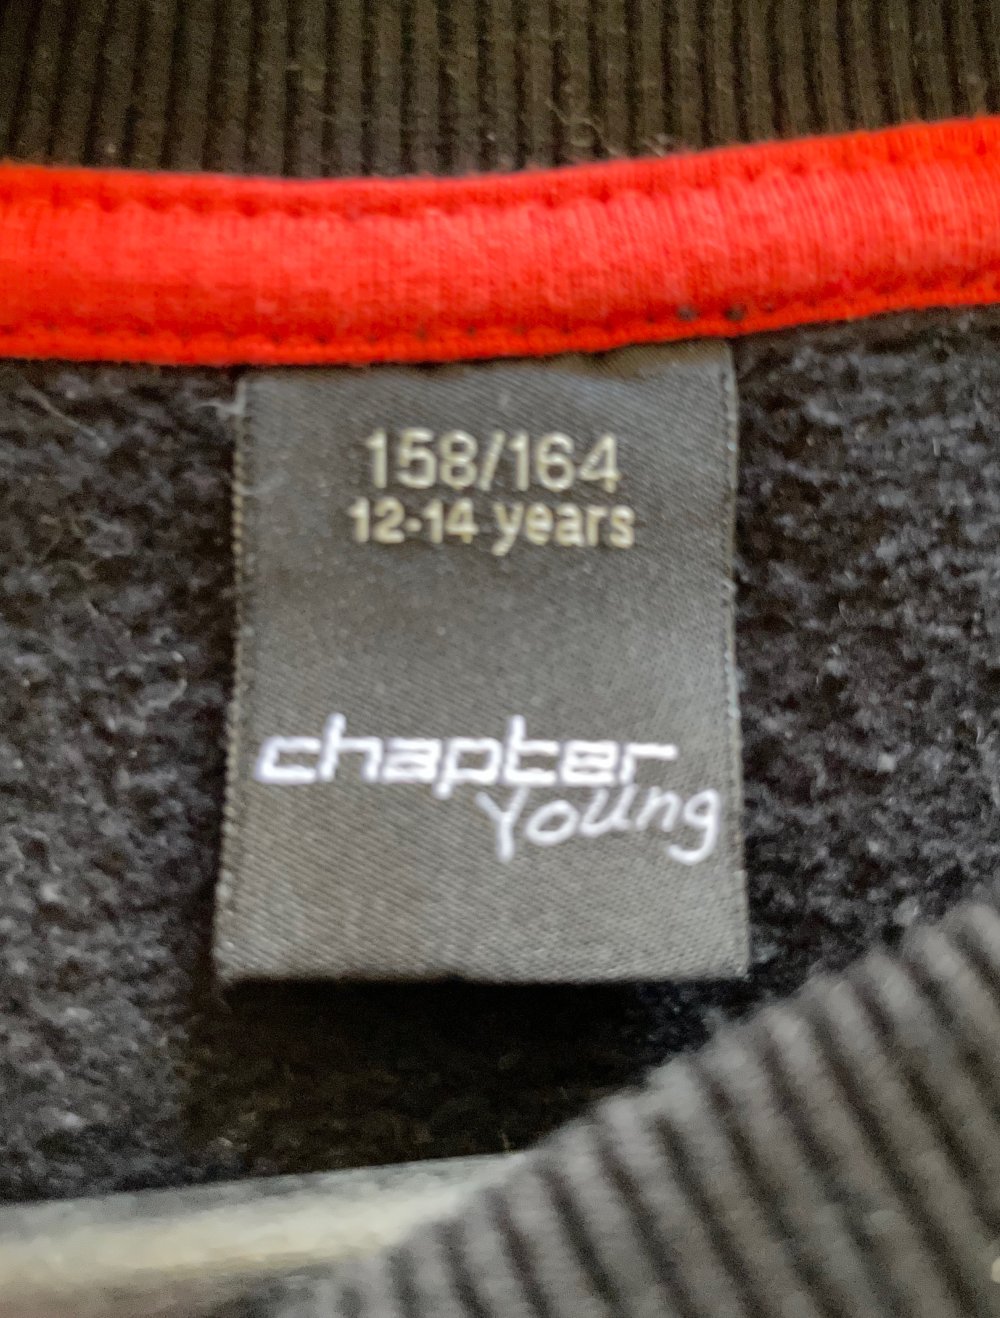 158/164
12-14 years
chapter
Young